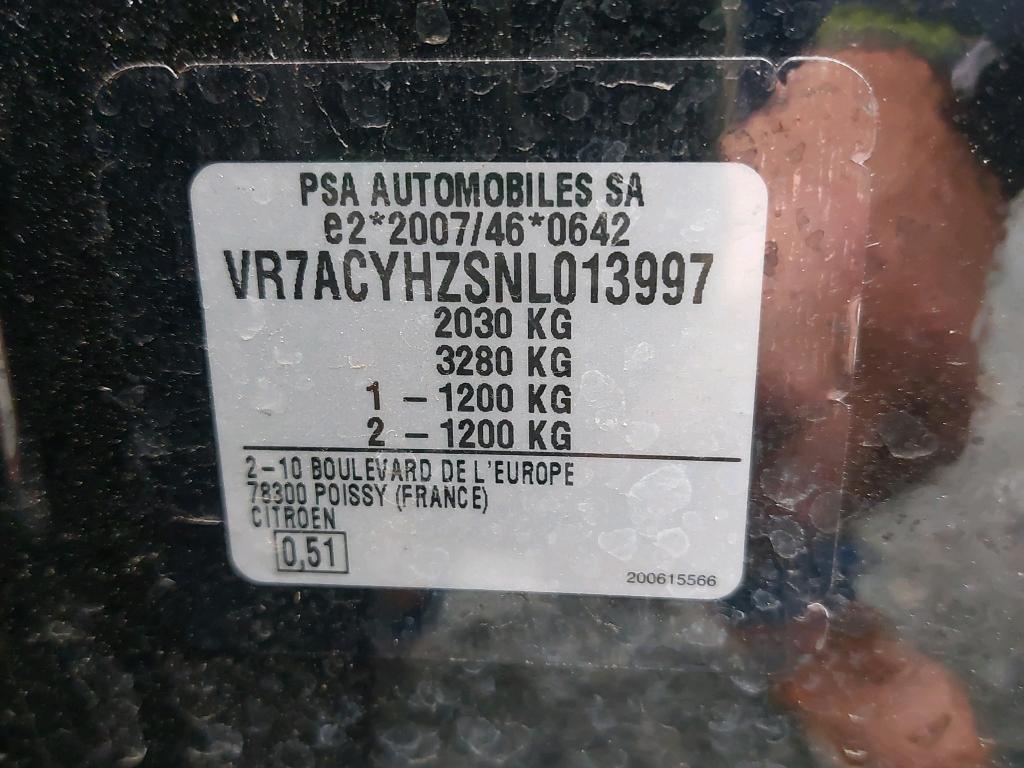 PSA AUTOMOBILES SA
e2*2007/46*0642
VR7ACYHZSNL013997
2030 KG
3280 KG
1 - 1200 KG
2 - 1200 KG
2-10 BOULEVARD DE L'EUROPE
78300 POISSY (FRANCE)
CITROEN
0,51
200615566